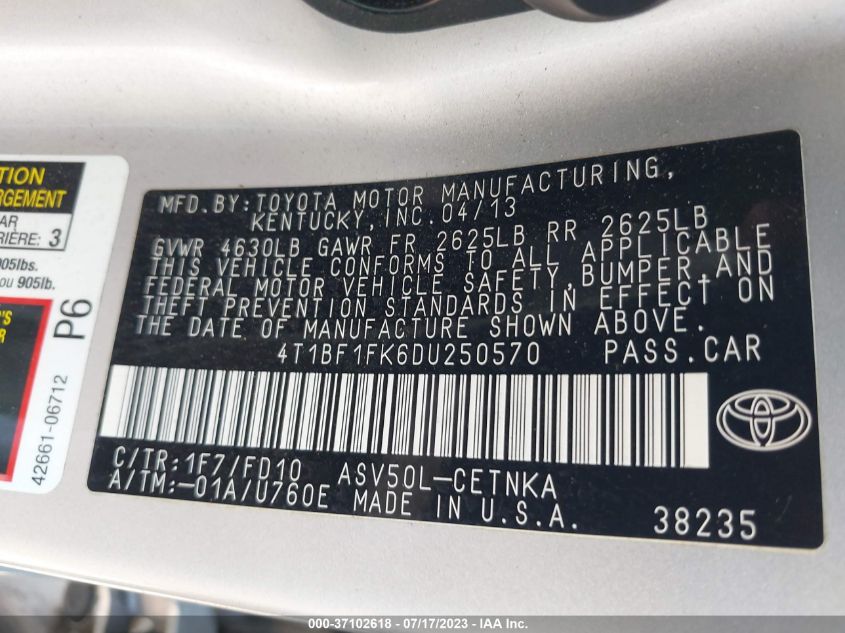 TION
RGEMENT
AR
RIÈRE: 3
905lbs.
ou 905lb.
'S
R
P6
42661-06712
MFD. BY: TOYOTA MOTOR MANUFACTURING,
KENTUCKY, INC. 04/13
GVWR 4630LB GAWR FR 2625LB RR 2625LB
THIS VEHICLE CONFORMS TO ALL APPLICABLE
FEDERAL MOTOR VEHICLE SAFETY, BUMPER, AND
THEFT PREVENTION STANDARDS IN EFFECT ON
THE DATE OF MANUFACTURE SHOWN ABOVE.
4T1BF1FK6DU250570 PASS.CAR
C/TR:1F7/FD10 ASV50L-CETNKA
A/TM:-01A/U760E MADE IN U.S.A. 38235
000-37102618 - 07/17/2023 - IAA Inc.